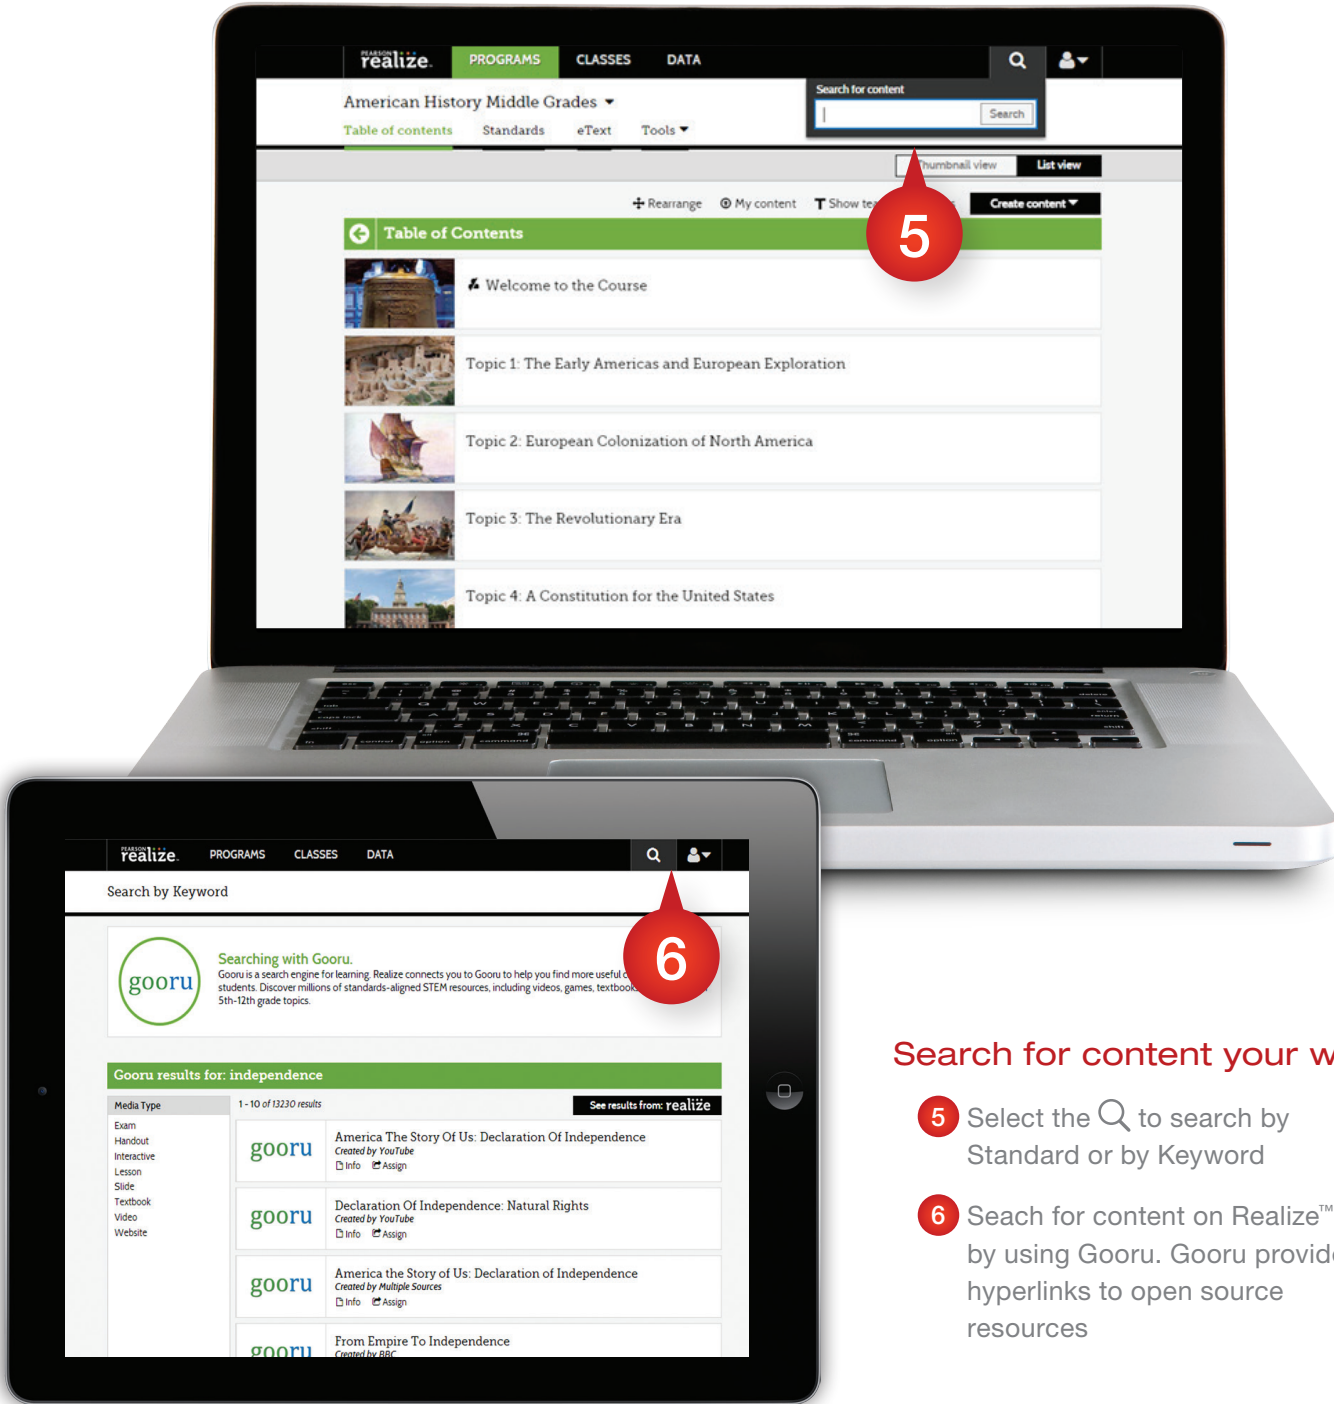 PEARSON
realize.
PROGRAMS
CLASSES
DATA
Search for content
Search
American History Middle Grades
Table of contents
Standards
eText
Tools
Thumbnail view
List view
Rearrange
My content
Show
Create content
5
Table of Contents
Welcome to the Course
Topic 1: The Early Americas and European Exploration
Topic 2: European Colonization of North America
Topic 3: The Revolutionary Era
Topic 4: A Constitution for the United States
PEARSON
realize.
PROGRAMS
CLASSES
DATA
Search by Keyword
6
gooru
Searching with Gooru.
Gooru is a search engine for learning. Realize connects you to Gooru to help you find more useful
students. Discover millions of standards-aligned STEM resources, including videos, games,
5th-12th grade topics.
Gooru results for: independence
Media Type
Exam
Handout
Interactive
Lesson
Slide
Textbook
Video
Website
1 - 10 of 13230 results
See results from: realize
gooru
America The Story Of Us: Declaration Of Independence
Created by YouTube
Info Assign
gooru
Declaration Of Independence: Natural Rights
Created by YouTube
Info Assign
gooru
America the Story of Us: Declaration of Independence
Created by Multiple Sources
Info Assign
gooru
From Empire To Independence
Created by BBC
Search for content your
5 Select the to search by
Standard or by Keyword
6 Seach for content on Realize™
by using Gooru. Gooru provid
hyperlinks to open source
resources